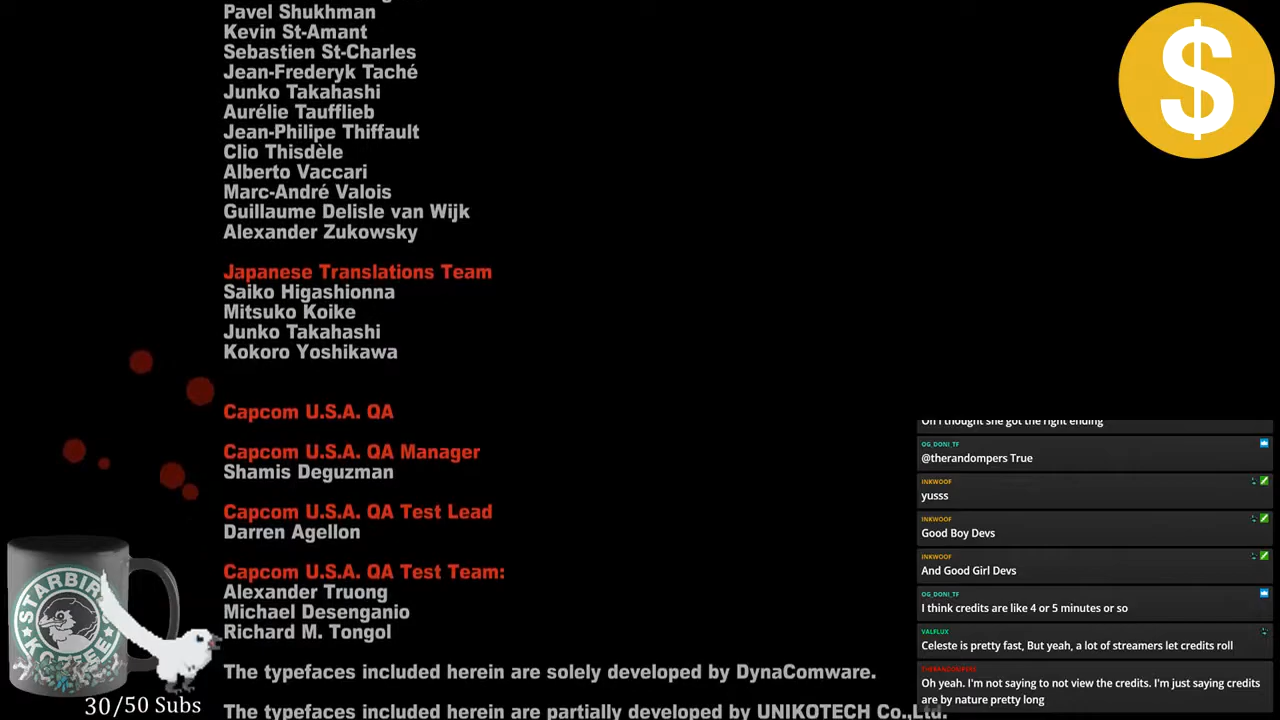 Pavel Shukhman
Kevin St-Amant
Sebastien St-Charles
Jean-Frederyk Taché
Junko Takahashi
Aurélie Taufflieb
Jean-Philipe Thiffault
Clio Thisdèle
Alberto Vaccari
Marc-André Valois
Guillaume Delisle van Wijk
Alexander Zukowsky
Japanese Translations Team
Saiko Higashionna
Mitsuko Koike
Junko Takahashi
Kokoro Yoshikawa
Capcom U.S.A. QA
Capcom U.S.A. QA Manager
Shamis Deguzman
Capcom U.S.A. QA Test Lead
Darren Agellon
Capcom U.S.A. QA Test Team:
Alexander Truong
Michael Desenganio
Richard M. Tongol
The typefaces included herein are solely developed by DynaComware.
The typefaces included herein are partially developed by UNIKOTECH Co.,Ltd.
$
Oh I thought she got the right ending
OG_DONI_TF
@therandompers True
INKWOOF
yusss
INKWOOF
Good Boy Devs
INKWOOF
And Good Girl Devs
OG_DONI_TF
I think credits are like 4 or 5 minutes or so
VALFLUX
Celeste is pretty fast, But yeah, a lot of streamers let credits roll
THERANDOMPERS
Oh yeah. I'm not saying to not view the credits. I'm just saying credits
are by nature pretty long
30/50 Subs